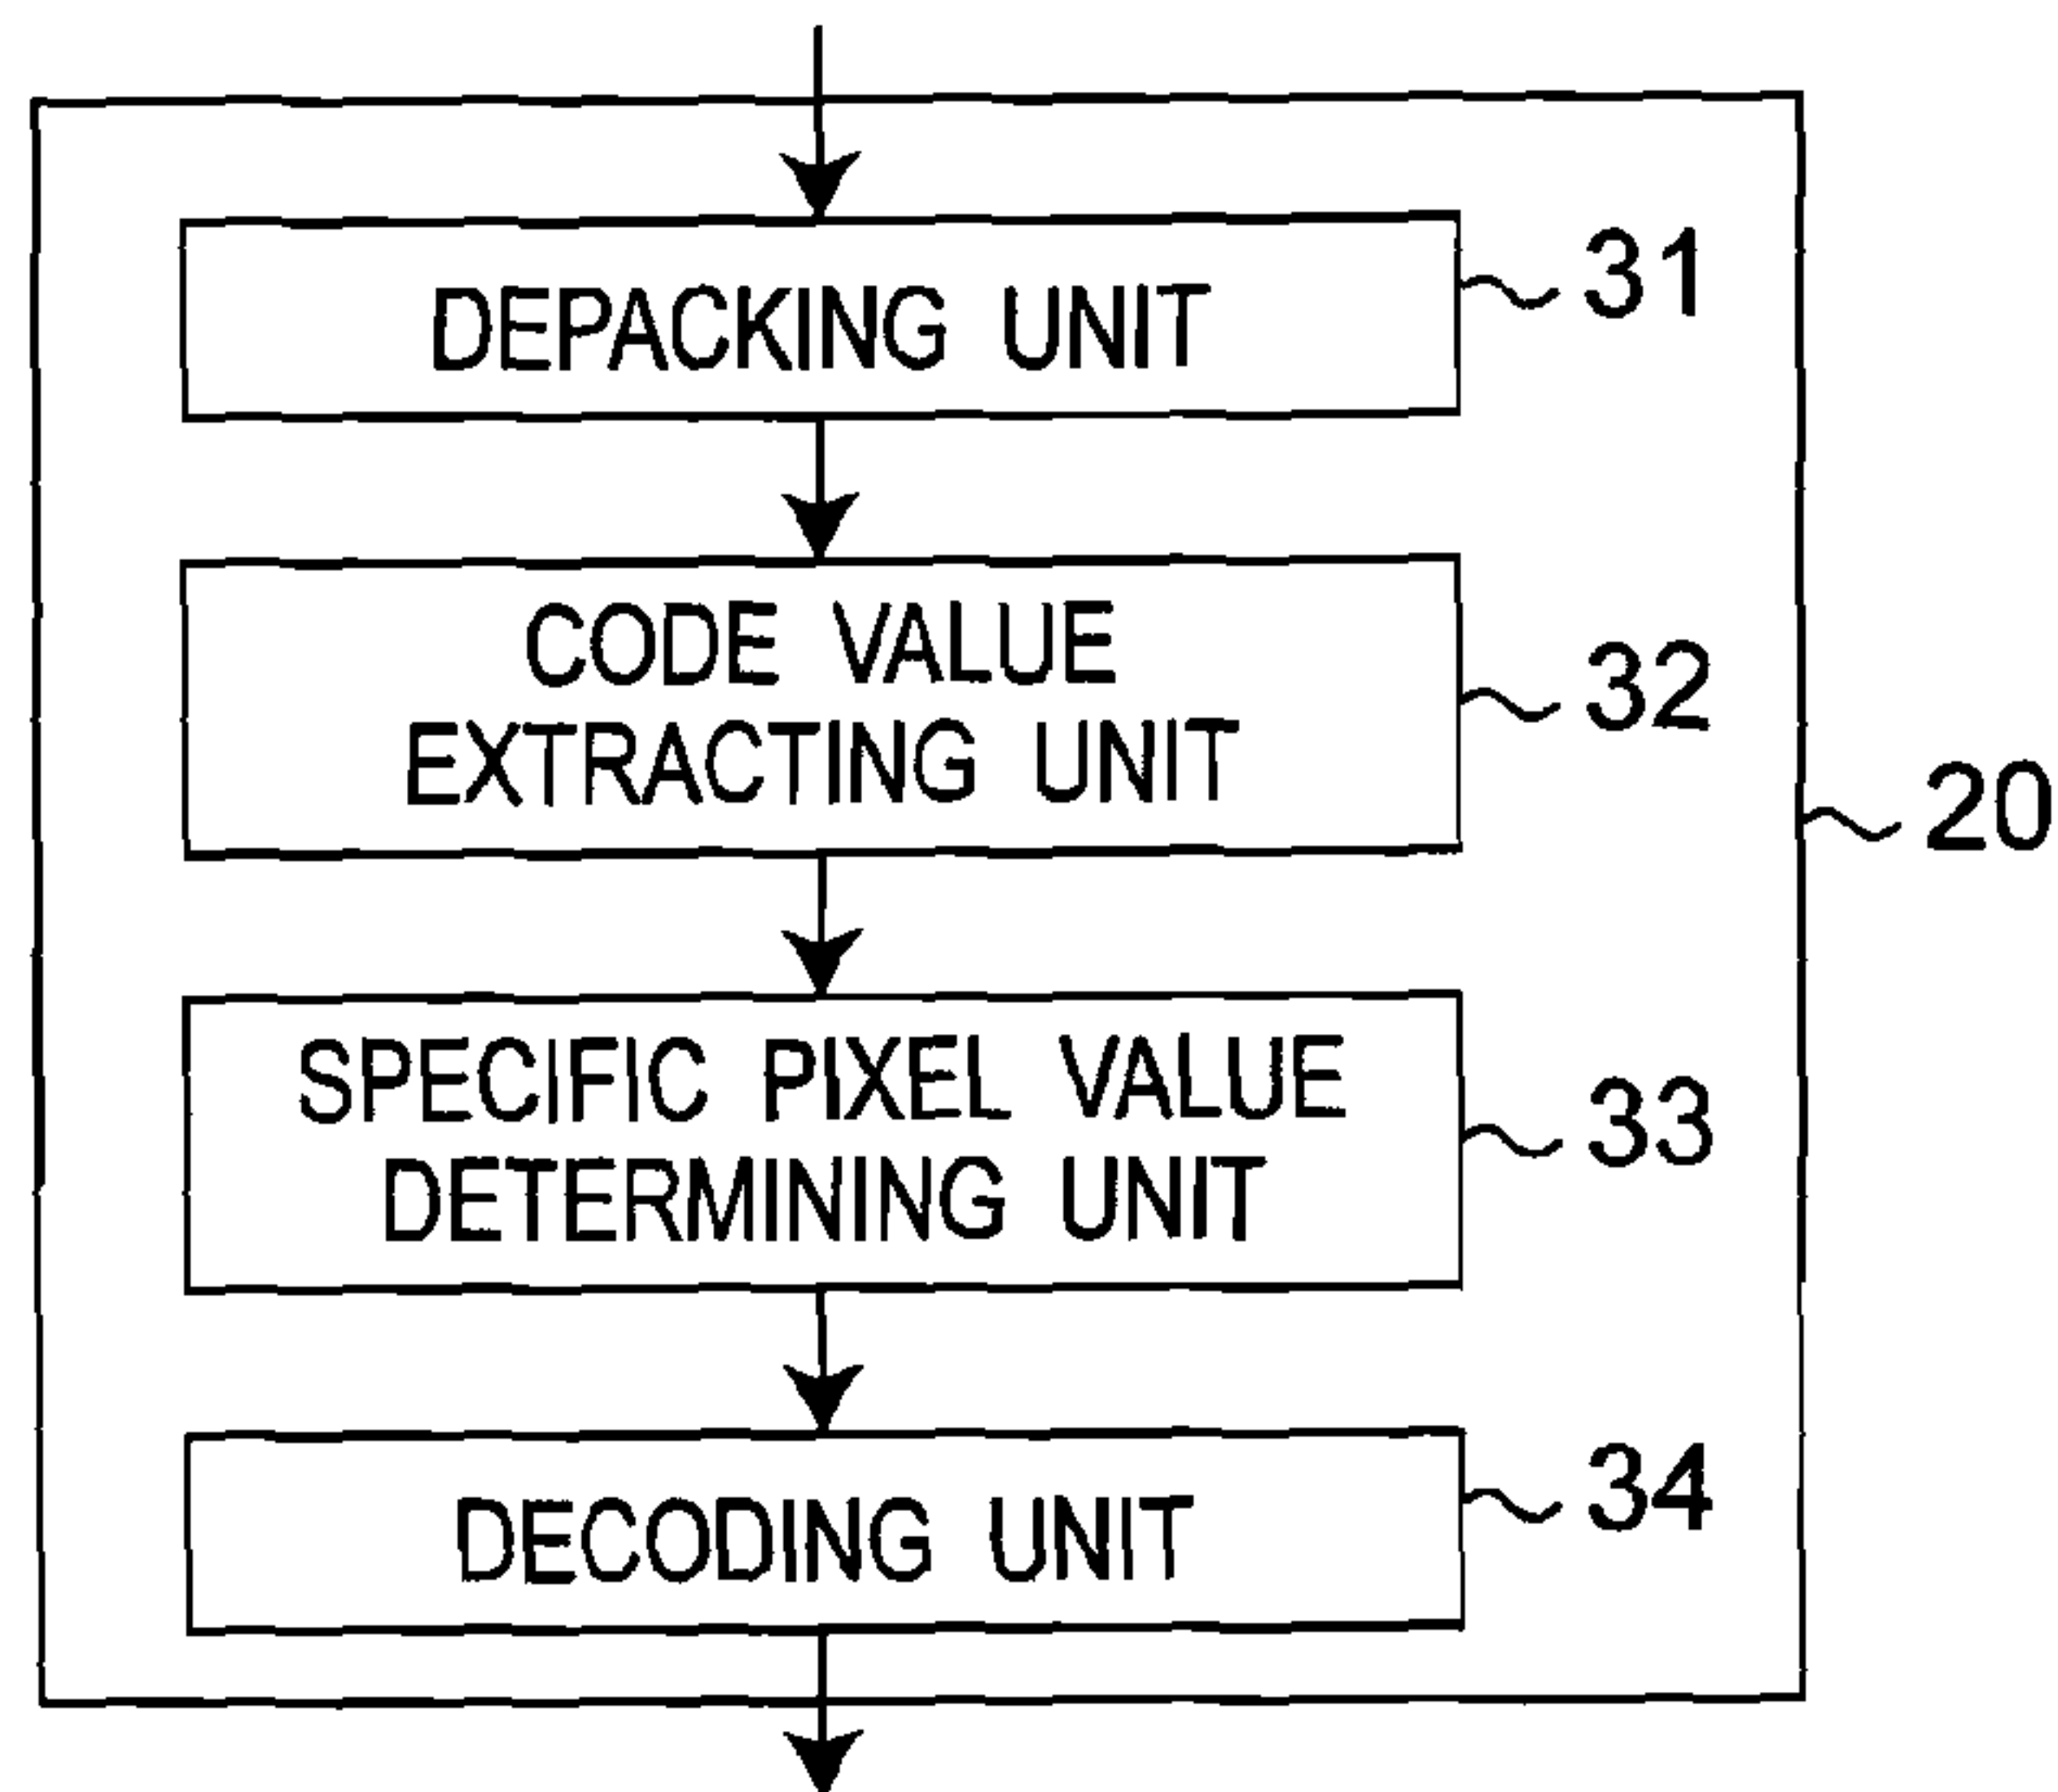 DEPACKING UNIT
31
CODE VALUE
EXTRACTING UNIT
32
20
SPECIFIC PIXEL VALUE
DETERMINING UNIT
33
DECODING UNIT
34